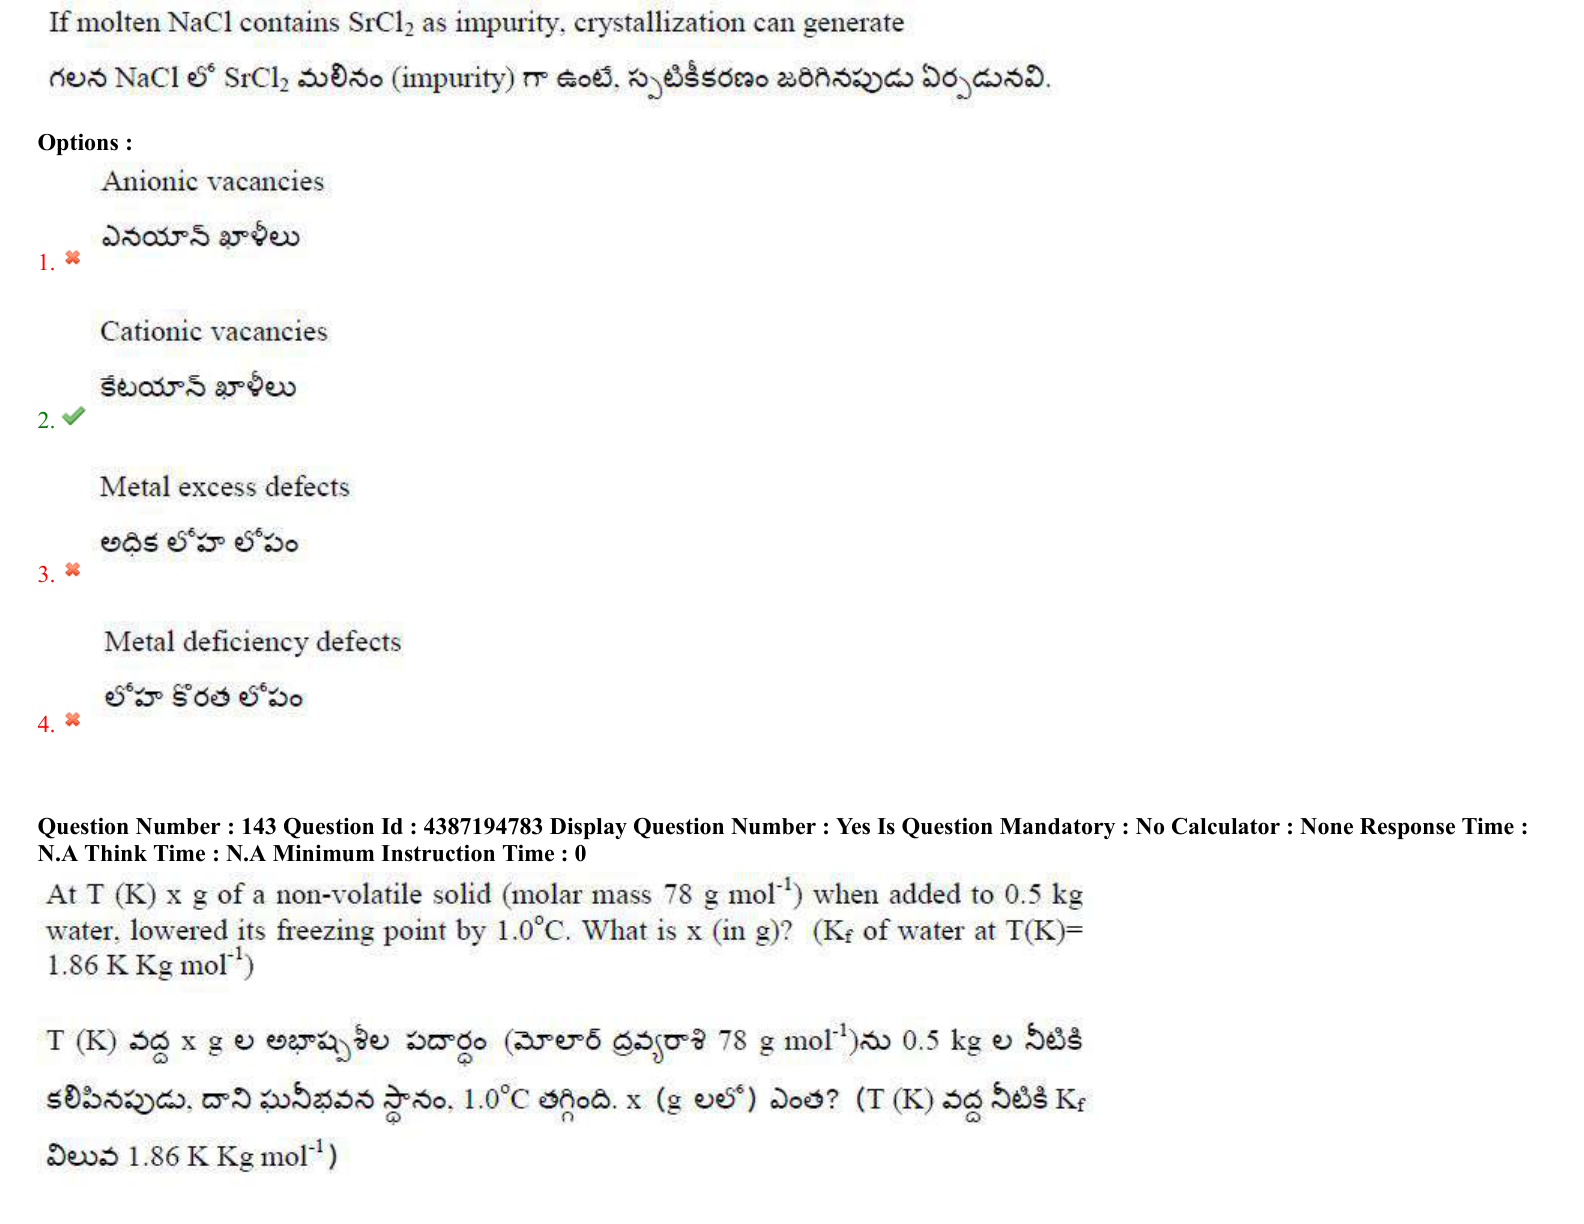 If molten NaCl contains SrCl₂ as impurity, crystallization can generate
గలన NaCl లో SrCl₂ మలినం (impurity) గా ఉంటే, స్పటికీకరణం జరిగినపుడు ఏర్పడునవి.
Options :
Anionic vacancies
ఎనయాన్ ఖాళీలు
1.
Cationic vacancies
కేటయాన్ ఖాళీలు
2.
Metal excess defects
అధిక లోహ లోపం
3.
Metal deficiency defects
లోహ కొరత లోపం
4.
Question Number : 143 Question Id : 4387194783 Display Question Number : Yes Is Question Mandatory : No Calculator : None Response Time :
N.A Think Time : N.A Minimum Instruction Time : 0
At T (K) x g of a non-volatile solid (molar mass 78 g mol⁻¹) when added to 0.5 kg
water, lowered its freezing point by 1.0°C. What is x (in g)? (Kf of water at T(K)=
1.86 K Kg mol⁻¹)
T (K) వద్ద x g ల అభాష్పశీల పదార్థం (మోలార్ ద్రవ్యరాశి 78 g mol⁻¹)ను 0.5 kg ల నీటికి
కలిపినపుడు, దాని ఘనీభవన స్థానం, 1.0°C తగ్గింది. x (g లలో) ఎంత? (T (K) వద్ద నీటికి Kf
విలువ 1.86 K Kg mol⁻¹)